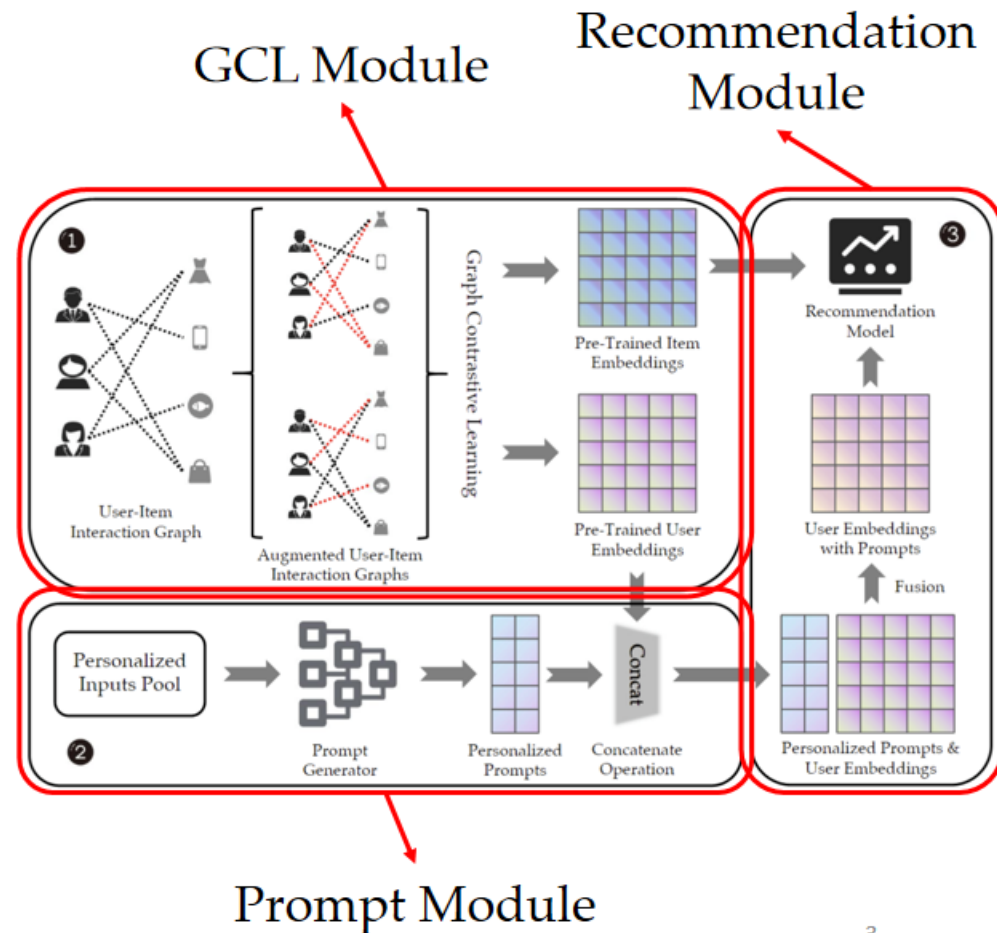 GCL Module
Recommendation
Module
1
User-Item
Interaction Graph
Augmented User-Item
Interaction Graphs
Graph Contrastive Learning
Pre-Trained Item
Embeddings
Pre-Trained User
Embeddings
3
Recommendation
Model
User Embeddings
with Prompts
Fusion
Personalized Prompts &
User Embeddings
Personalized
Inputs Pool
2
Prompt
Generator
Personalized
Prompts
Concat
Concatenate
Operation
Prompt Module